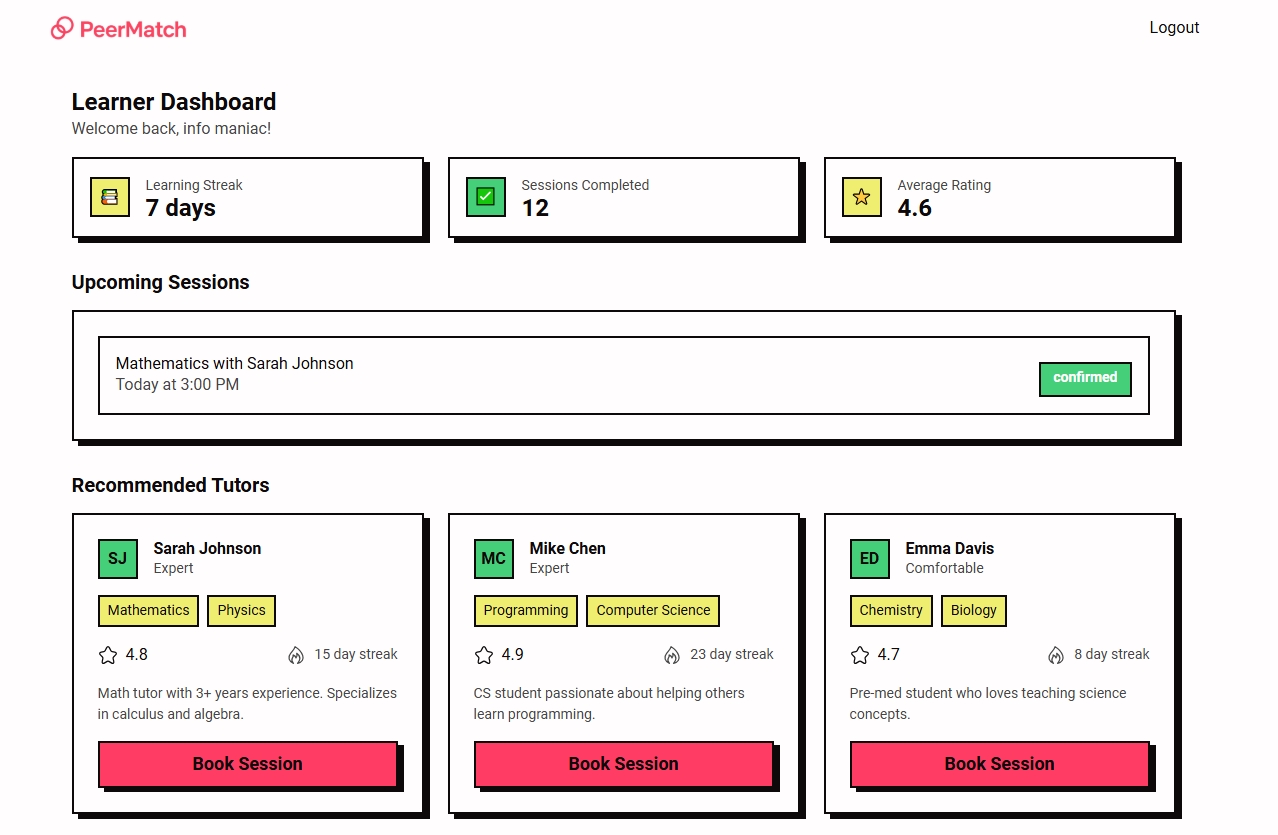 PeerMatch
Logout
Learner Dashboard
Welcome back, info maniac!
Learning Streak
7 days
Sessions Completed
12
Average Rating
4.6
Upcoming Sessions
Mathematics with Sarah Johnson
Today at 3:00 PM
confirmed
Recommended Tutors
SJ
Sarah Johnson
Expert
Mathematics
Physics
4.8
15 day streak
Math tutor with 3+ years experience. Specializes
in calculus and algebra.
Book Session
MC
Mike Chen
Expert
Programming
Computer Science
4.9
23 day streak
CS student passionate about helping others
learn programming.
Book Session
ED
Emma Davis
Comfortable
Chemistry
Biology
4.7
8 day streak
Pre-med student who loves teaching science
concepts.
Book Session